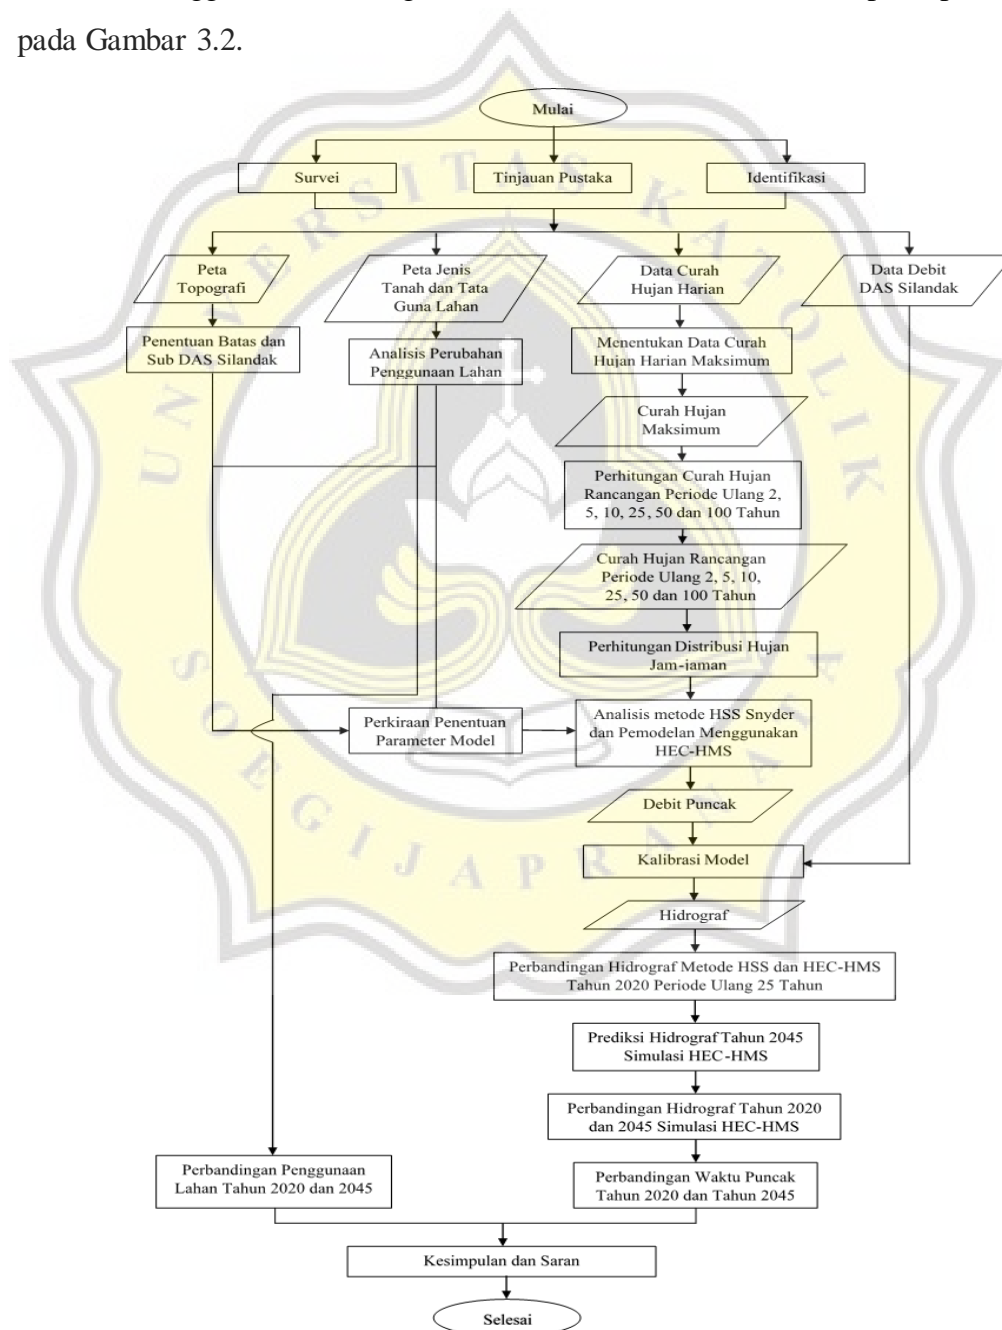 pada Gambar 3.2.
Mulai
Survei
Tinjauan Pustaka
Identifikasi
Peta
Topografi
Peta Jenis
Tanah dan Tata
Guna Lahan
Data Curah
Hujan Harian
Data Debit
DAS Silandak
Penentuan Batas dan
Sub DAS Silandak
Analisis Perubahan
Penggunaan Lahan
Menentukan Data Curah
Hujan Harian Maksimum
Curah Hujan
Maksimum
Perhitungan Curah Hujan
Rancangan Periode Ulang 2,
5, 10, 25, 50 dan 100 Tahun
Curah Hujan Rancangan
Periode Ulang 2, 5, 10,
25, 50 dan 100 Tahun
Perhitungan Distribusi Hujan
Jam-jaman
Perkiraan Penentuan
Parameter Model
Analisis metode HSS Snyder
dan Pemodelan Menggunakan
HEC-HMS
Debit Puncak
Kalibrasi Model
Hidrograf
Perbandingan Hidrograf Metode HSS dan HEC-HMS
Tahun 2020 Periode Ulang 25 Tahun
Prediksi Hidrograf Tahun 2045
Simulasi HEC-HMS
Perbandingan Hidrograf Tahun 2020
dan 2045 Simulasi HEC-HMS
Perbandingan Penggunaan
Lahan Tahun 2020 dan 2045
Perbandingan Waktu Puncak
Tahun 2020 dan Tahun 2045
Kesimpulan dan Saran
Selesai
UNIVERSITAS KATOLIK
SOEGIJAPRANATA